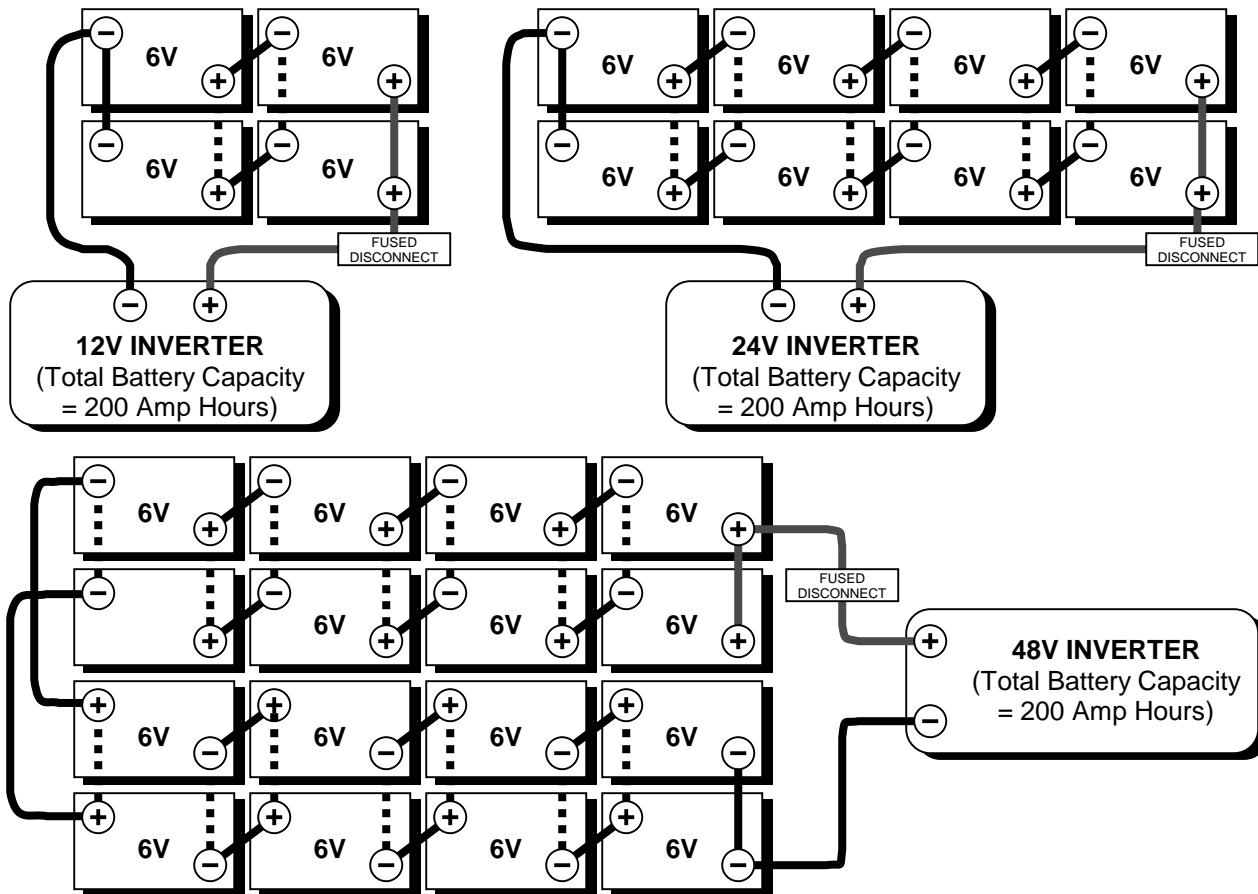 6V 6V
6V 6V
FUSED
DISCONNECT
12V INVERTER
(Total Battery Capacity
= 200 Amp Hours)
6V 6V 6V 6V
6V 6V 6V 6V
FUSED
DISCONNECT
24V INVERTER
(Total Battery Capacity
= 200 Amp Hours)
6V 6V 6V 6V
6V 6V 6V
6V 6V 6V 6V
6V 6V 6V 6V
FUSED
DISCONNECT
48V INVERTER
(Total Battery Capacity
= 200 Amp Hours)